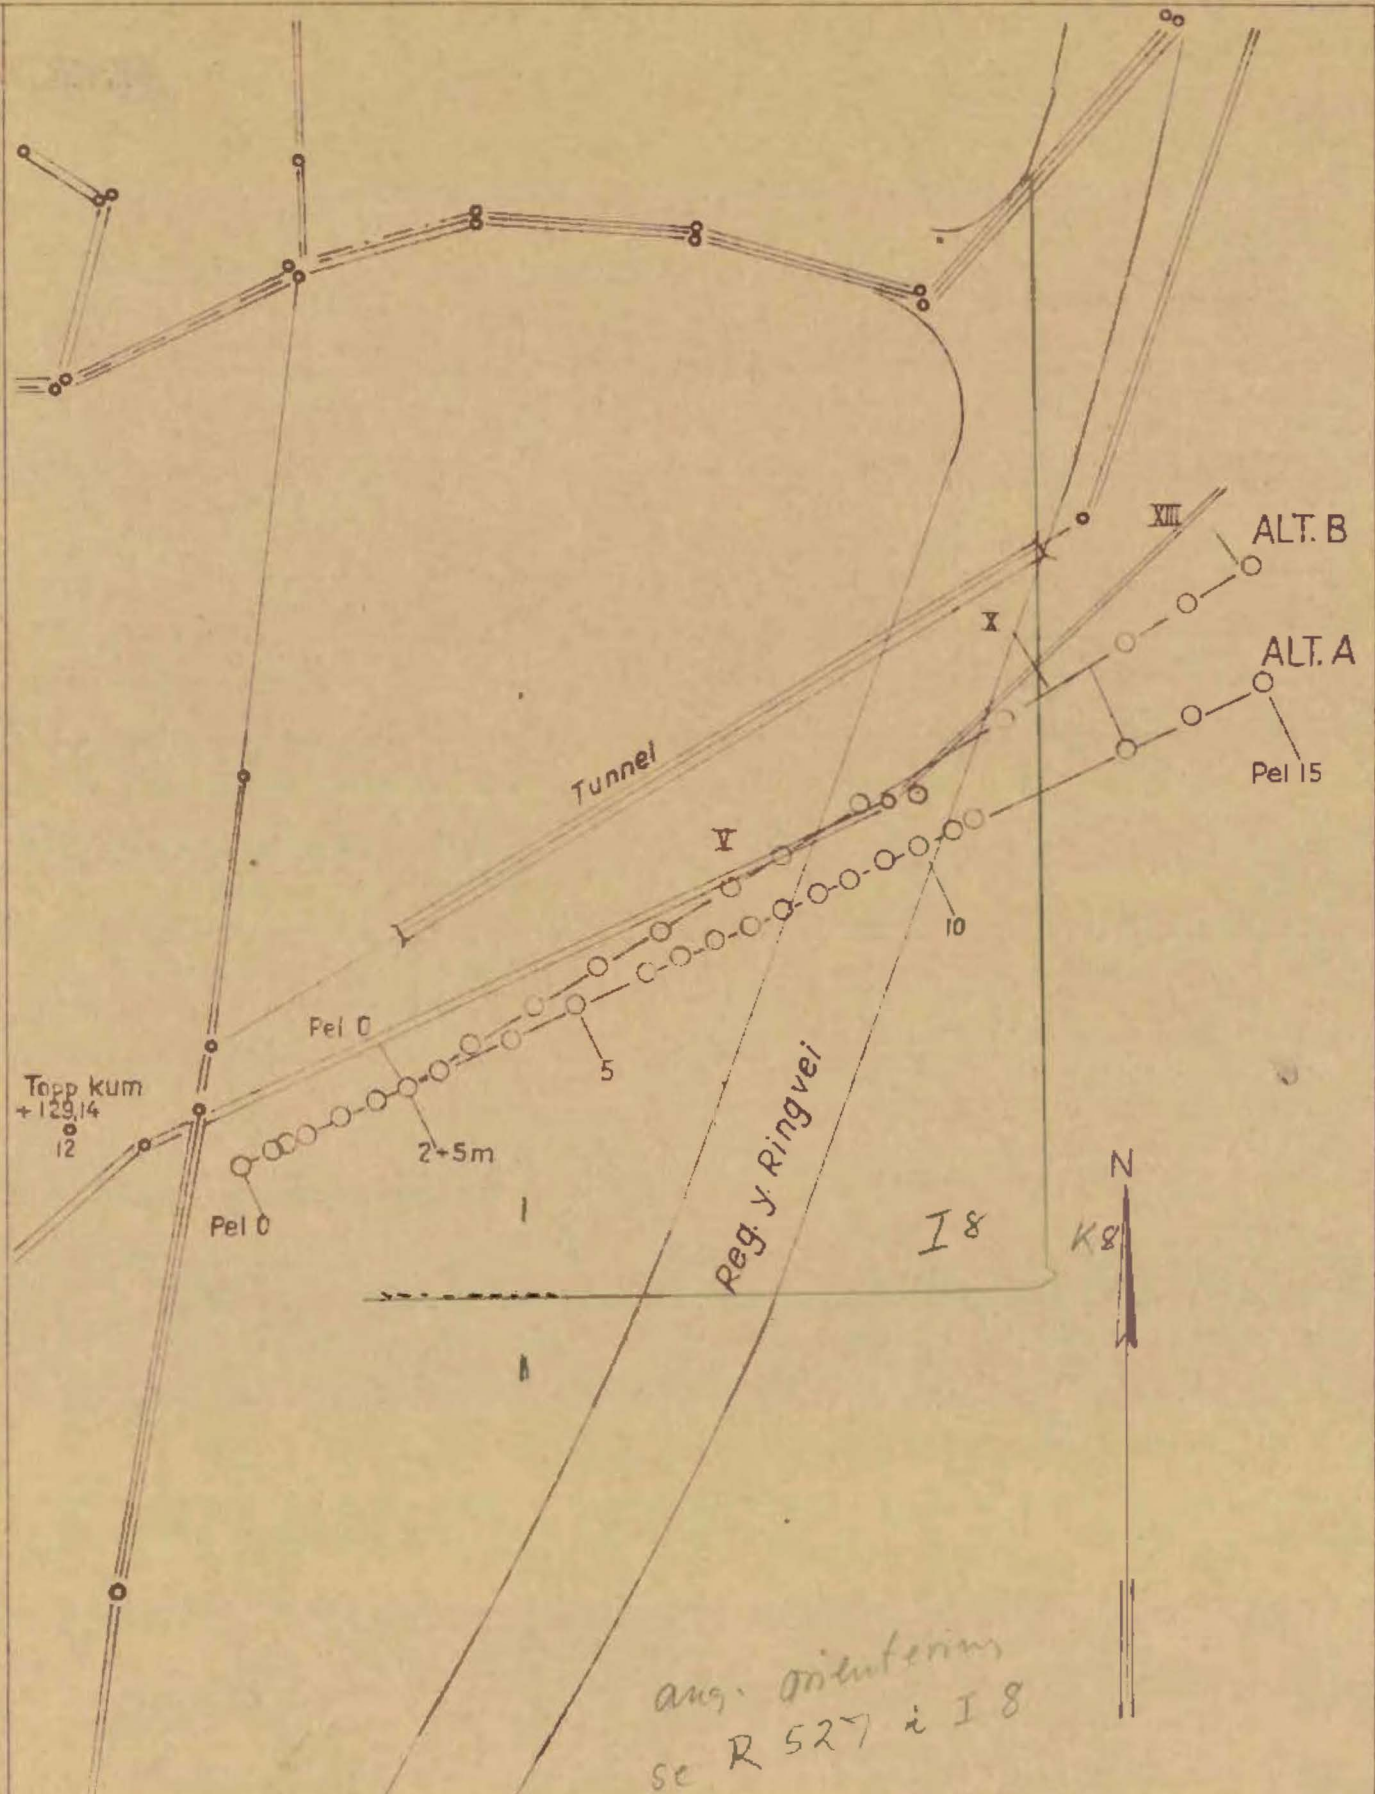 XIII
ALT. B
X
ALT. A
Pel 15
Tunnel
V
10
Pel 0
5
Topp kum
+129,14
12
2+5m
Pel 0
Reg. y. Ringvei
I 8
K8
N
ang. orientering
se R 527 i I 8